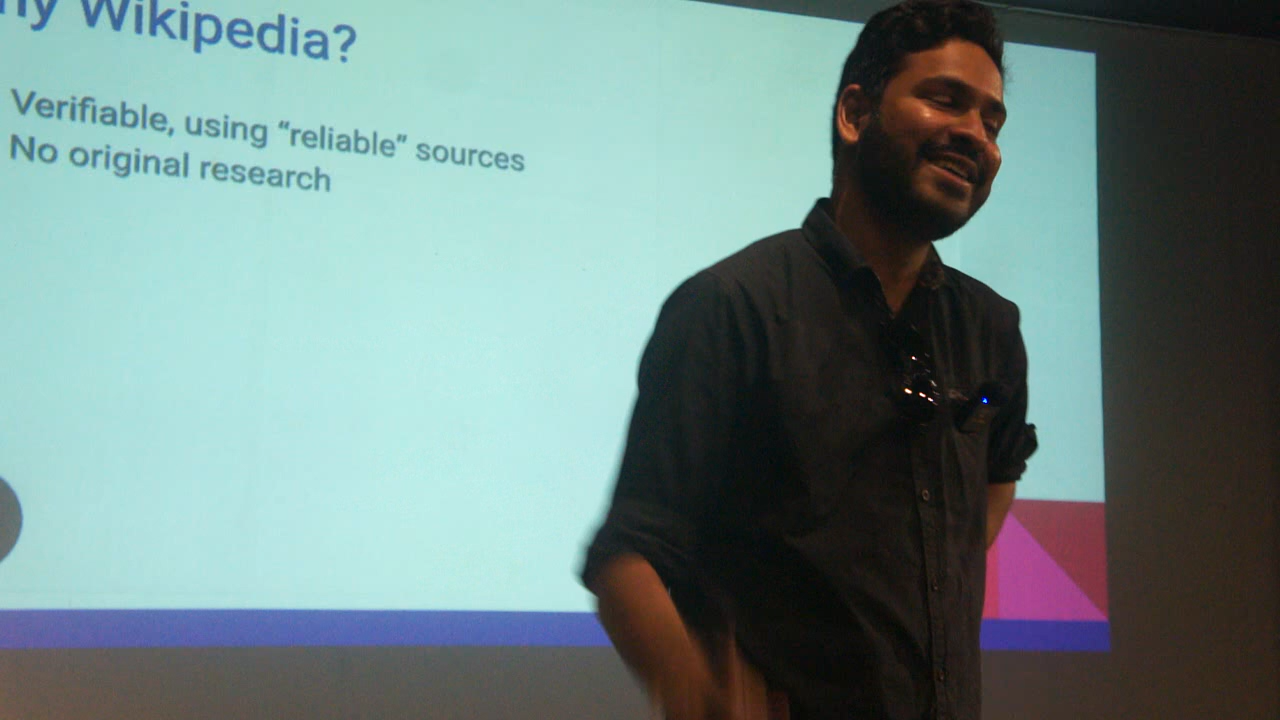 Wikipedia?
Verifiable, using “reliable” sources
No original research